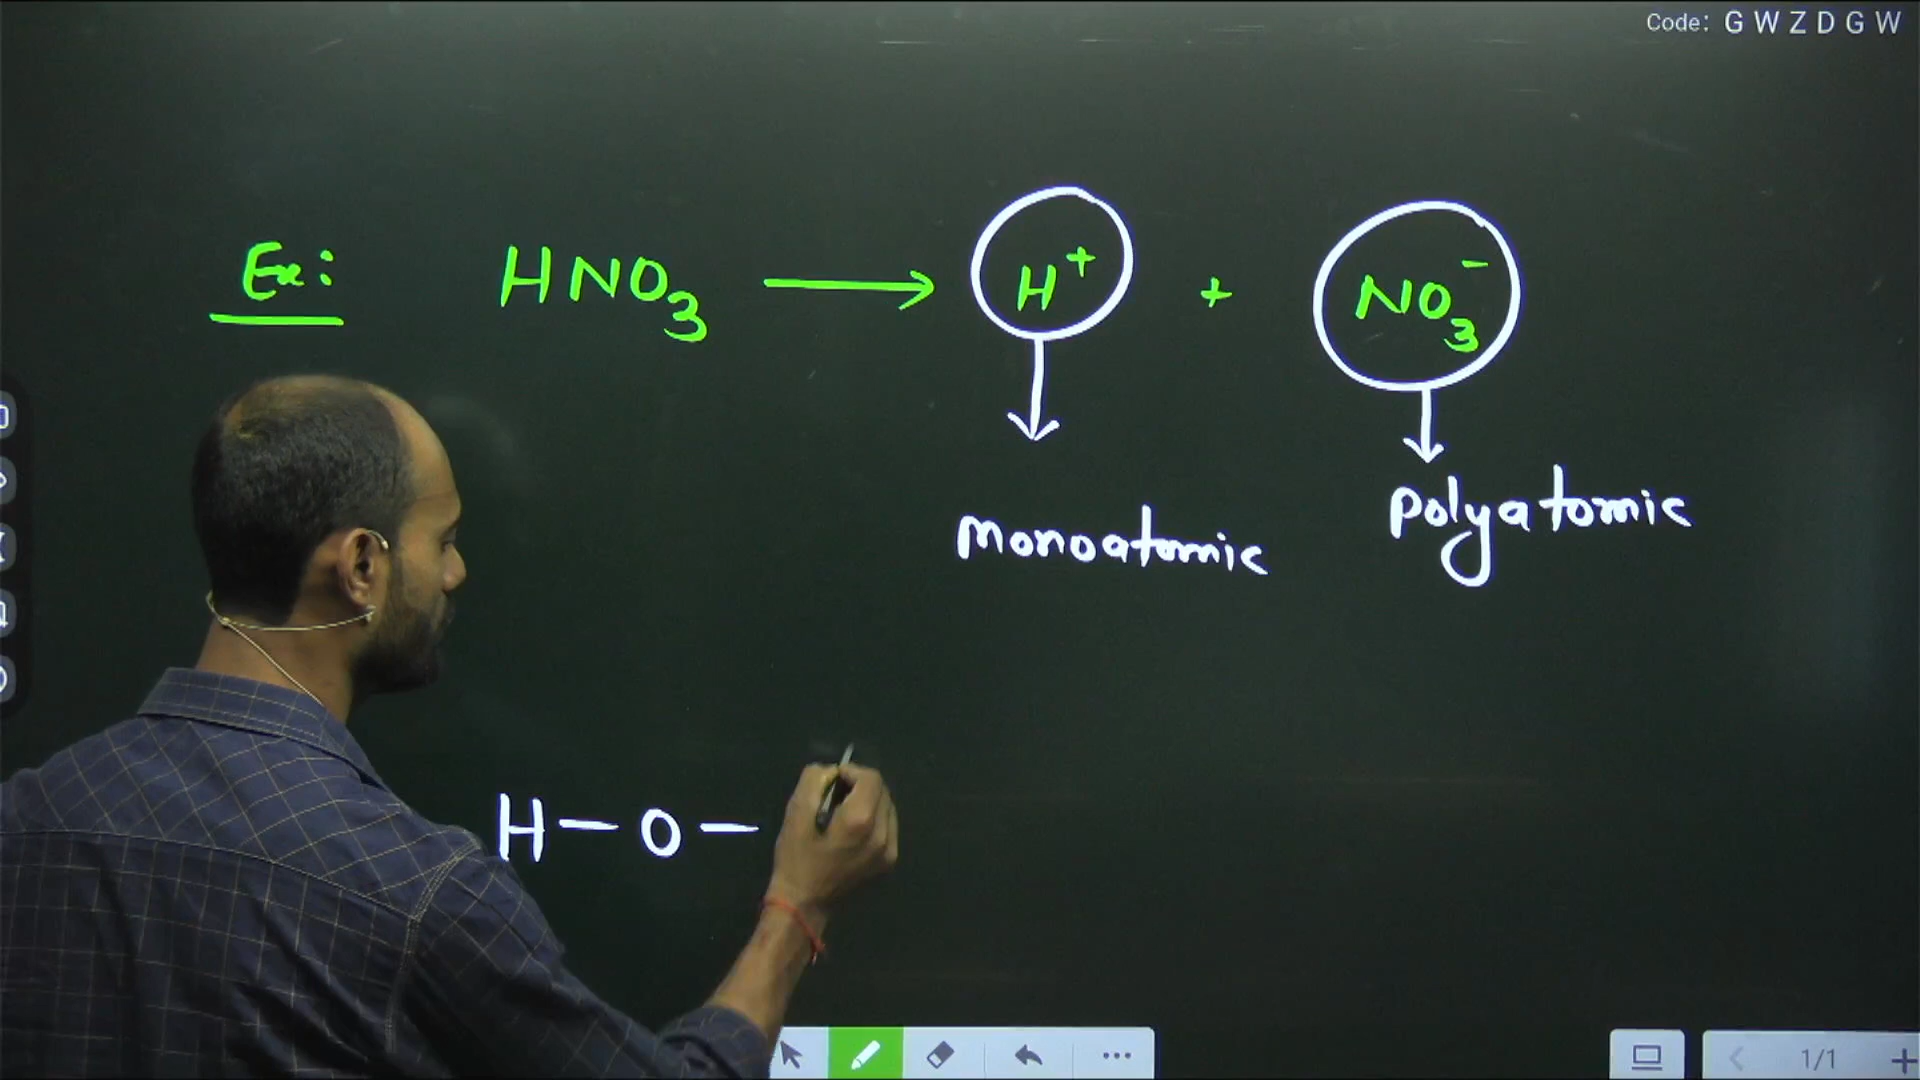 Code: GWZDGW
Ex: HNO₃ ⟶ H⁺ + NO₃⁻
monoatomic polyatomic
H – O –
1/1